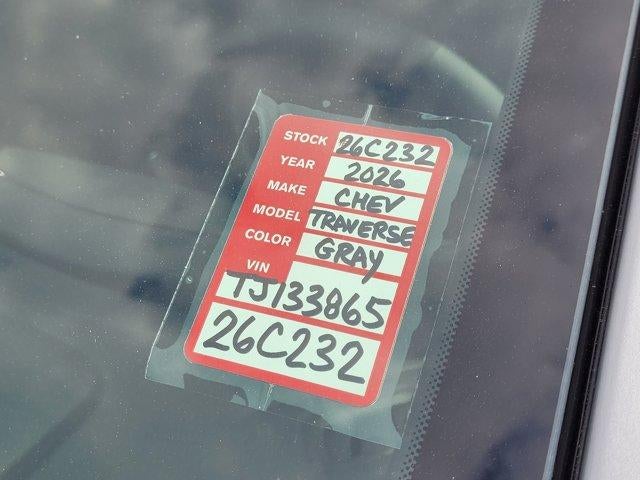 STOCK 26C232
YEAR 2026
MAKE CHEV
MODEL TRAVERSE
COLOR GRAY
VIN
TJ133865
26C232